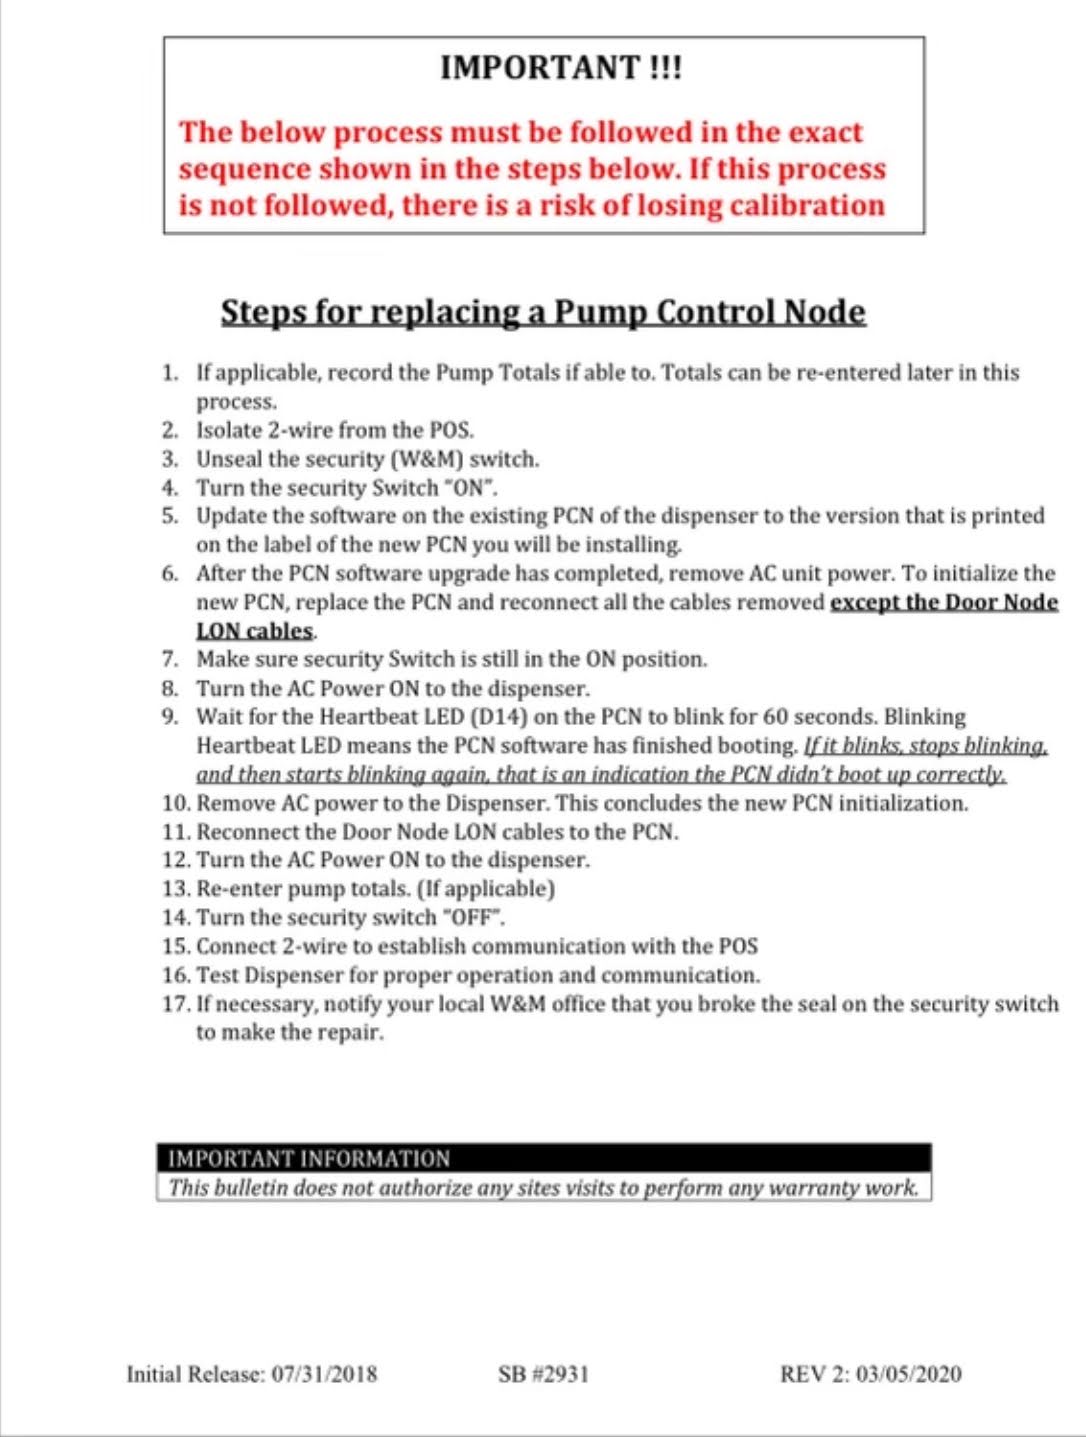 IMPORTANT !!!
The below process must be followed in the exact
sequence shown in the steps below. If this process
is not followed, there is a risk of losing calibration
Steps for replacing a Pump Control Node
1. If applicable, record the Pump Totals if able to. Totals can be re-entered later in this
process.
2. Isolate 2-wire from the POS.
3. Unseal the security (W&M) switch.
4. Turn the security Switch "ON".
5. Update the software on the existing PCN of the dispenser to the version that is printed
on the label of the new PCN you will be installing.
6. After the PCN software upgrade has completed, remove AC unit power. To initialize the
new PCN, replace the PCN and reconnect all the cables removed except the Door Node
LON cables.
7. Make sure security Switch is still in the ON position.
8. Turn the AC Power ON to the dispenser.
9. Wait for the Heartbeat LED (D14) on the PCN to blink for 60 seconds. Blinking
Heartbeat LED means the PCN software has finished booting. If it blinks, stops blinking,
and then starts blinking again, that is an indication the PCN didn't boot up correctly.
10. Remove AC power to the Dispenser. This concludes the new PCN initialization.
11. Reconnect the Door Node LON cables to the PCN.
12. Turn the AC Power ON to the dispenser.
13. Re-enter pump totals. (If applicable)
14. Turn the security switch "OFF".
15. Connect 2-wire to establish communication with the POS
16. Test Dispenser for proper operation and communication.
17. If necessary, notify your local W&M office that you broke the seal on the security switch
to make the repair.
IMPORTANT INFORMATION
This bulletin does not authorize any sites visits to perform any warranty work.
Initial Release: 07/31/2018 SB #2931 REV 2: 03/05/2020